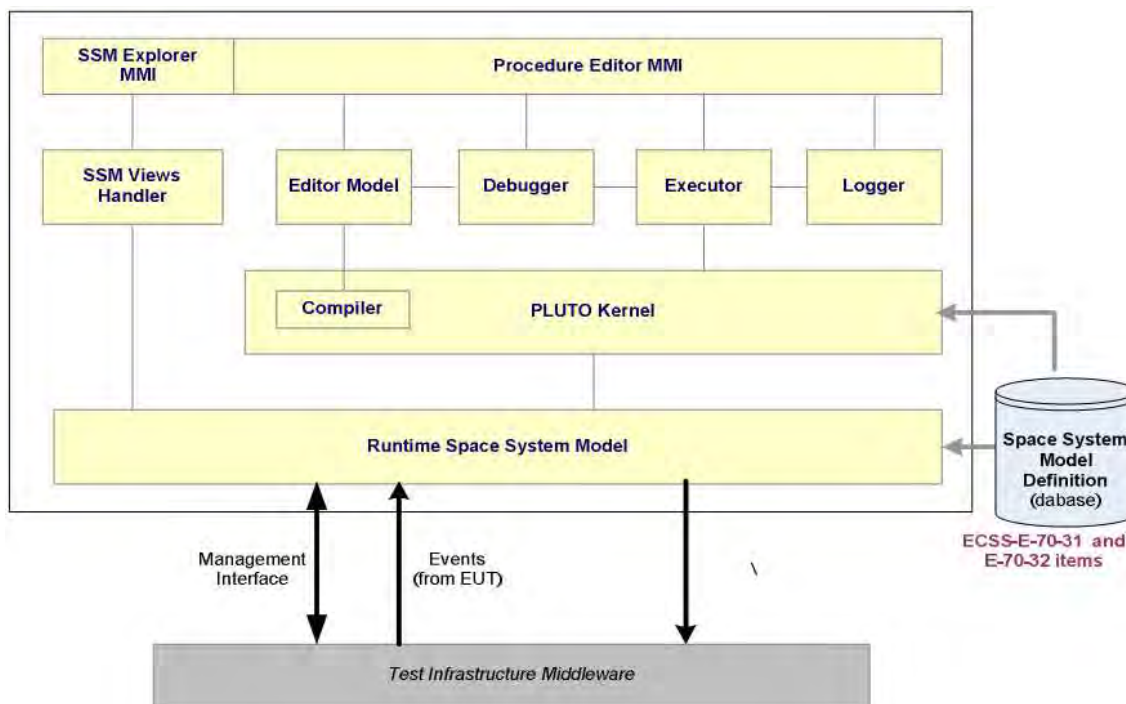 SSM Explorer
MMI
Procedure Editor MMI
SSM Views
Handler
Editor Model
Debugger
Executor
Logger
Compiler
PLUTO Kernel
Runtime Space System Model
Space System
Model
Definition
(dabase)
ECSS-E-70-31 and
E-70-32 items
Management
Interface
Events
(from EUT)
\
Test Infrastructure Middleware